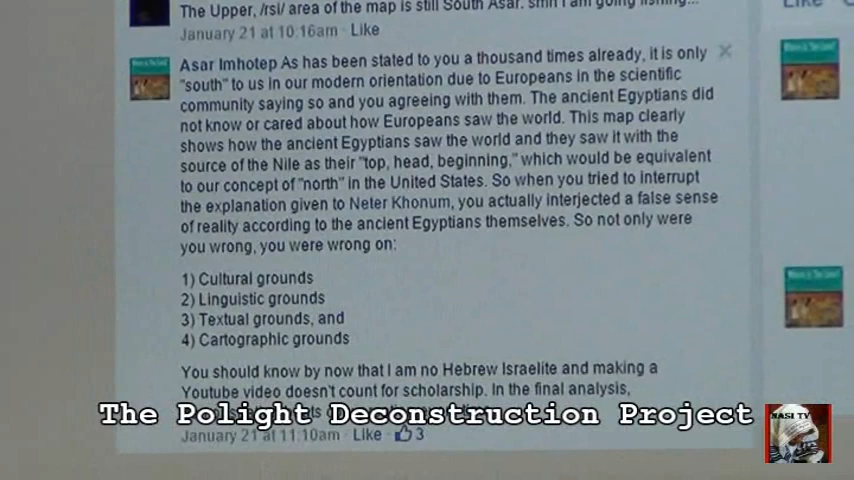 The Upper, /rsi/ area of the map is still South Asar. smh I am going fishing...
January 21 at 10:16am · Like
Like
Asar Imhotep As has been stated to you a thousand times already, it is only
"south" to us in our modern orientation due to Europeans in the scientific
community saying so and you agreeing with them. The ancient Egyptians did
not know or cared about how Europeans saw the world. This map clearly
shows how the ancient Egyptians saw the world and they saw it with the
source of the Nile as their "top, head, beginning," which would be equivalent
to our concept of "north" in the United States. So when you tried to interrupt
the explanation given to Neter Khonum, you actually interjected a false sense
of reality according to the ancient Egyptians themselves. So not only were
you wrong, you were wrong on:
1) Cultural grounds
2) Linguistic grounds
3) Textual grounds, and
4) Cartographic grounds
You should know by now that I am no Hebrew Israelite and making a
Youtube video doesn't count for scholarship. In the final analysis,
The Polight Deconstruction Project
NASI TV
January 21 at 11:10am · Like 3